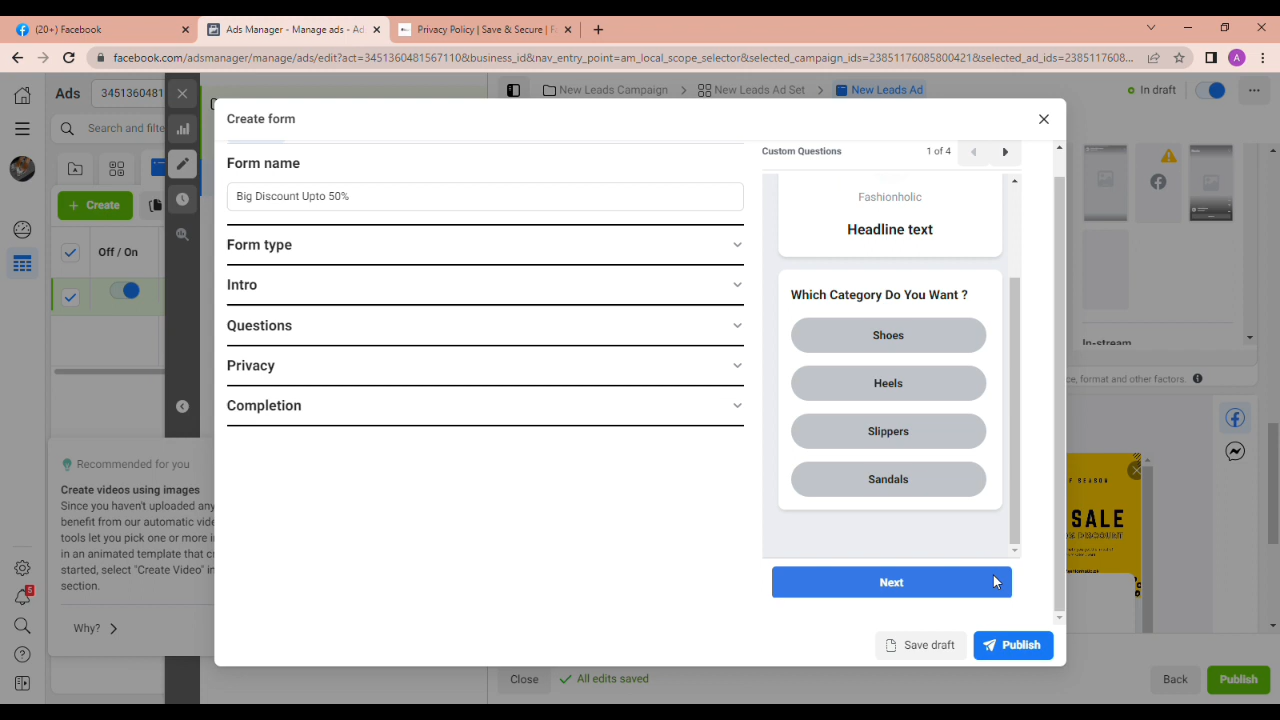 (20+) Facebook
Ads Manager - Manage ads - Ad
Privacy Policy | Save & Secure | F
facebook.com/adsmanager/manage/ads/edit?act=3451360481567110&business_id&nav_entry_point=am_local_scope_selector&selected_campaign_ids=23851176085800421&selected_ad_ids=2385117608...
A
Ads
3451360481
New Leads Campaign
New Leads Ad Set
New Leads Ad
In draft
Search and filte
Create form
Create
Off / On
Form name
Big Discount Upto 50%
Form type
Intro
Questions
Privacy
Completion
Custom Questions
1 of 4
Fashionholic
Headline text
Which Category Do You Want ?
Shoes
Heels
Slippers
Sandals
Next
Save draft
Publish
In-stream
ce, format and other factors.
SALE
Recommended for you
Create videos using images
Since you haven't uploaded any
benefit from our automatic vide
tools let you pick one or more i
in an animated template that c
started, select "Create Video" in
section.
Why?
5
Close
All edits saved
Back
Publish